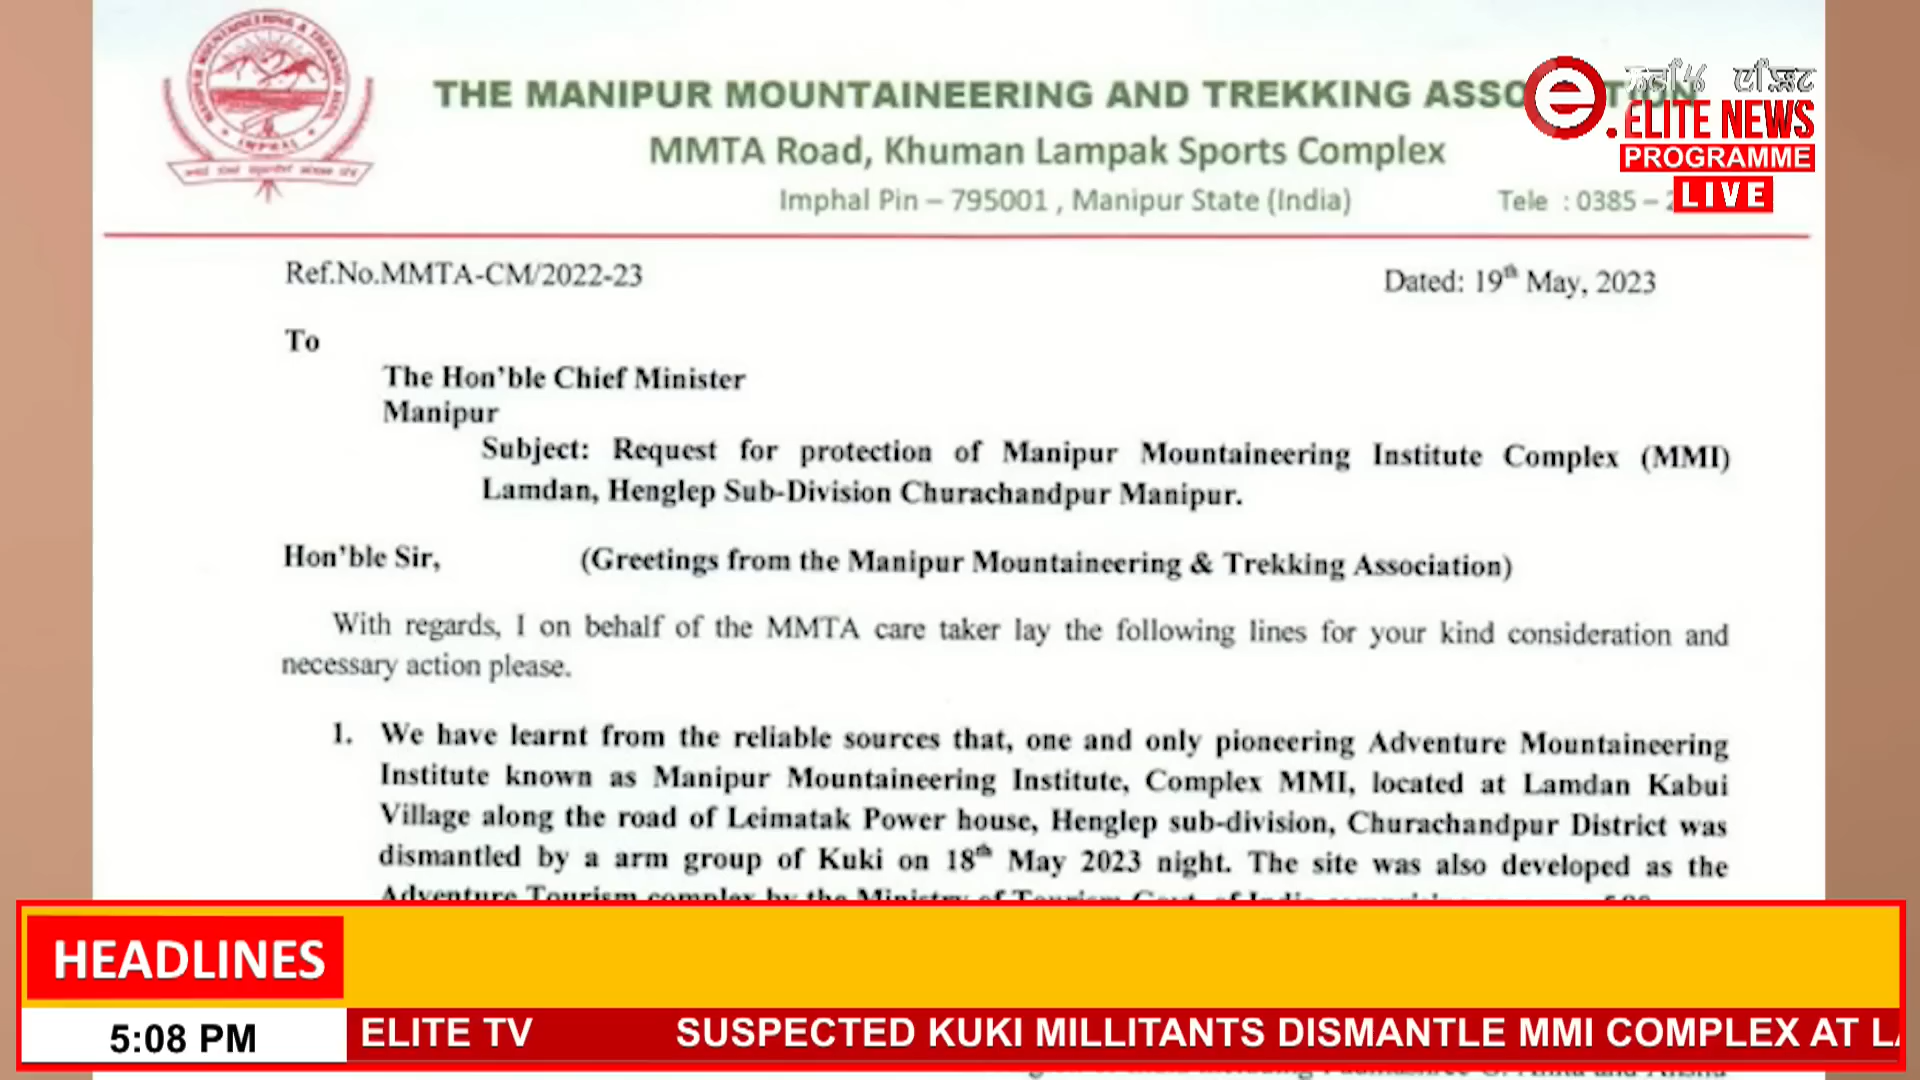 THE MANIPUR MOUNTAINEERING AND TREKKING
MMTA Road, Khuman Lampak Sports Complex
Imphal Pin – 795001 , Manipur State (India)
Tele : 0385 –
ELITE NEWS
PROGRAMME
LIVE
Ref.No.MMTA-CM/2022-23
Dated: 19th May, 2023
To
The Hon'ble Chief Minister
Manipur
Subject: Request for protection of Manipur Mountaineering Institute Complex (MMI)
Lamdan, Henglep Sub-Division Churachandpur Manipur.
Hon'ble Sir, (Greetings from the Manipur Mountaineering & Trekking Association)
With regards, I on behalf of the MMTA care taker lay the following lines for your kind consideration and
necessary action please.
1. We have learnt from the reliable sources that, one and only pioneering Adventure Mountaineering
Institute known as Manipur Mountaineering Institute, Complex MMI, located at Lamdan Kabui
Village along the road of Leimatak Power house, Henglep sub-division, Churachandpur District was
dismantled by a arm group of Kuki on 18th May 2023 night. The site was also developed as the
Adventure Tourism complex by the Ministry of Tourism Govt. of India
HEADLINES
5:08 PM
ELITE TV SUSPECTED KUKI MILLITANTS DISMANTLE MMI COMPLEX AT